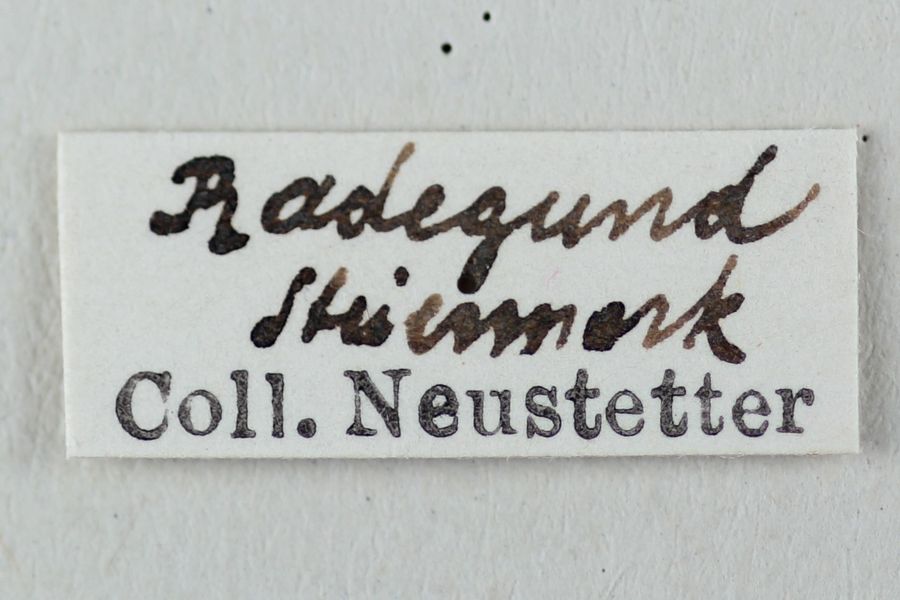 Radegund
Steiermark
Coll. Neustetter